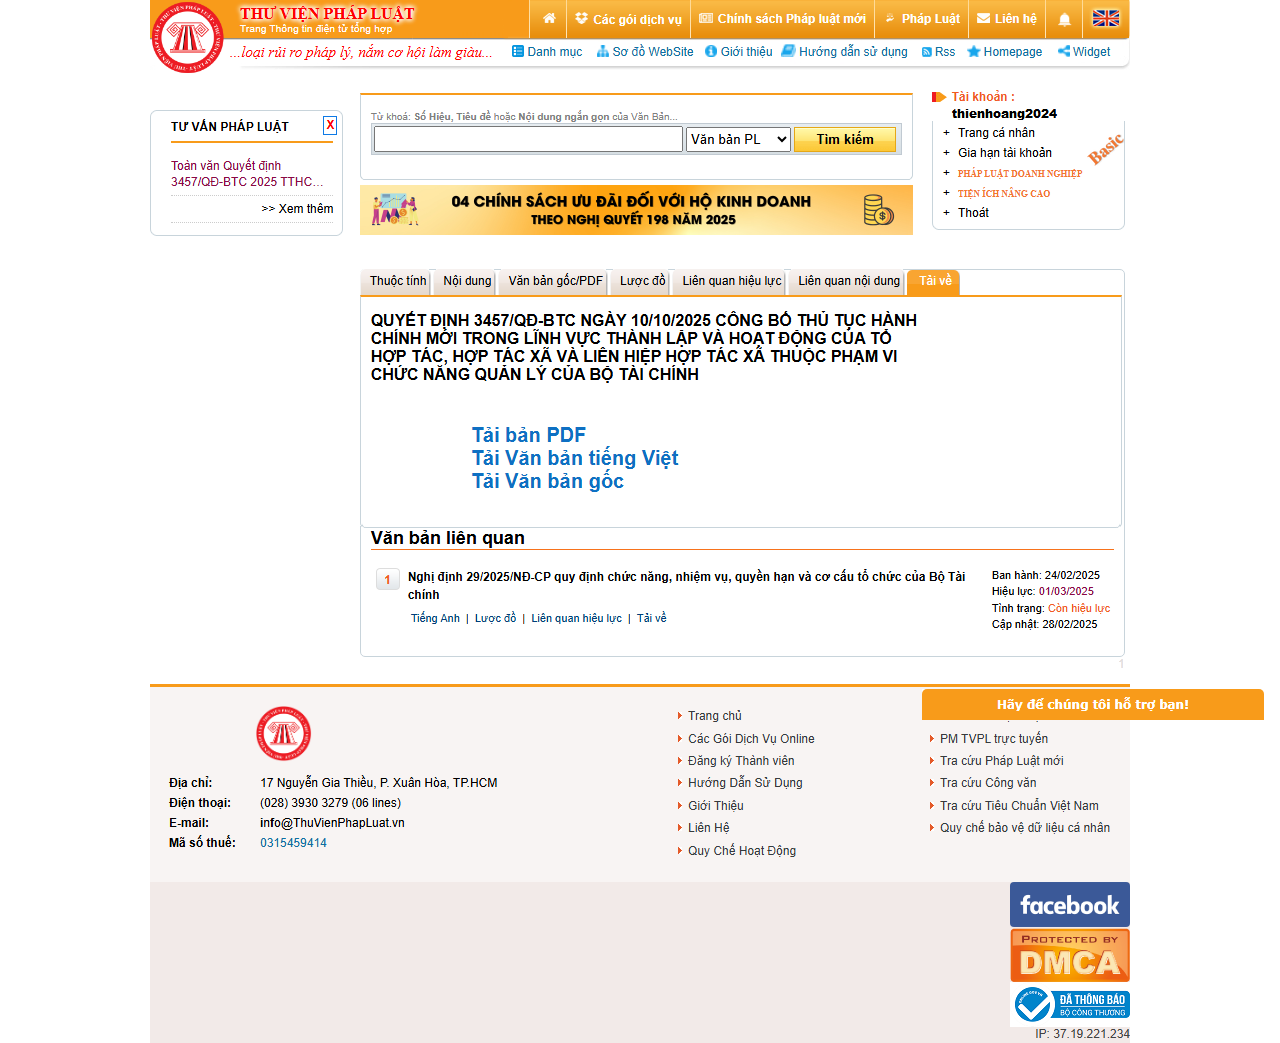 THƯ VIỆN PHÁP LUẬT
Trang Thông tin điện tử tổng hợp
Các gói dịch vụ
Chính sách Pháp luật mới
Pháp Luật
Liên hệ
...loại rủi ro pháp lý, nắm cơ hội làm giàu...
Danh mục
Sơ đồ WebSite
Giới thiệu
Hướng dẫn sử dụng
Rss
Homepage
Widget
TƯ VẤN PHÁP LUẬT
X
Toàn văn Quyết định
3457/QĐ-BTC 2025 TTHC...
>> Xem thêm
Từ khoá: Số Hiệu, Tiêu đề hoặc Nội dung ngắn gọn của Văn Bản...
Văn bản PL
Tìm kiếm
04 CHÍNH SÁCH ƯU ĐÃI ĐỐI VỚI HỘ KINH DOANH
THEO NGHỊ QUYẾT 198 NĂM 2025
Tài khoản :
thienhoang2024
+ Trang cá nhân
+ Gia hạn tài khoản
+ PHÁP LUẬT DOANH NGHIỆP
+ TIỆN ÍCH NÂNG CAO
+ Thoát
Basic
Thuộc tính
Nội dung
Văn bản gốc/PDF
Lược đồ
Liên quan hiệu lực
Liên quan nội dung
Tải về
QUYẾT ĐỊNH 3457/QĐ-BTC NGÀY 10/10/2025 CÔNG BỐ THỦ TỤC HÀNH
CHÍNH MỚI TRONG LĨNH VỰC THÀNH LẬP VÀ HOẠT ĐỘNG CỦA TỔ
HỢP TÁC, HỢP TÁC XÃ VÀ LIÊN HIỆP HỢP TÁC XÃ THUỘC PHẠM VI
CHỨC NĂNG QUẢN LÝ CỦA BỘ TÀI CHÍNH
Tải bản PDF
Tải Văn bản tiếng Việt
Tải Văn bản gốc
Văn bản liên quan
1
Nghị định 29/2025/NĐ-CP quy định chức năng, nhiệm vụ, quyền hạn và cơ cấu tổ chức của Bộ Tài
chính
Tiếng Anh | Lược đồ | Liên quan hiệu lực | Tải về
Ban hành: 24/02/2025
Hiệu lực: 01/03/2025
Tình trạng: Còn hiệu lực
Cập nhật: 28/02/2025
1
Hãy để chúng tôi hỗ trợ bạn!
Địa chỉ: 17 Nguyễn Gia Thiều, P. Xuân Hòa, TP.HCM
Điện thoại: (028) 3930 3279 (06 lines)
E-mail: info@ThuVienPhapLuat.vn
Mã số thuế: 0315459414
Trang chủ
Các Gói Dịch Vụ Online
Đăng ký Thành viên
Hướng Dẫn Sử Dụng
Giới Thiệu
Liên Hệ
Quy Chế Hoạt Động
PM TVPL trực tuyến
Tra cứu Pháp Luật mới
Tra cứu Công văn
Tra cứu Tiêu Chuẩn Việt Nam
Quy chế bảo vệ dữ liệu cá nhân
facebook
PROTECTED BY
DMCA
ĐÃ THÔNG BÁO
BỘ CÔNG THƯƠNG
IP: 37.19.221.234